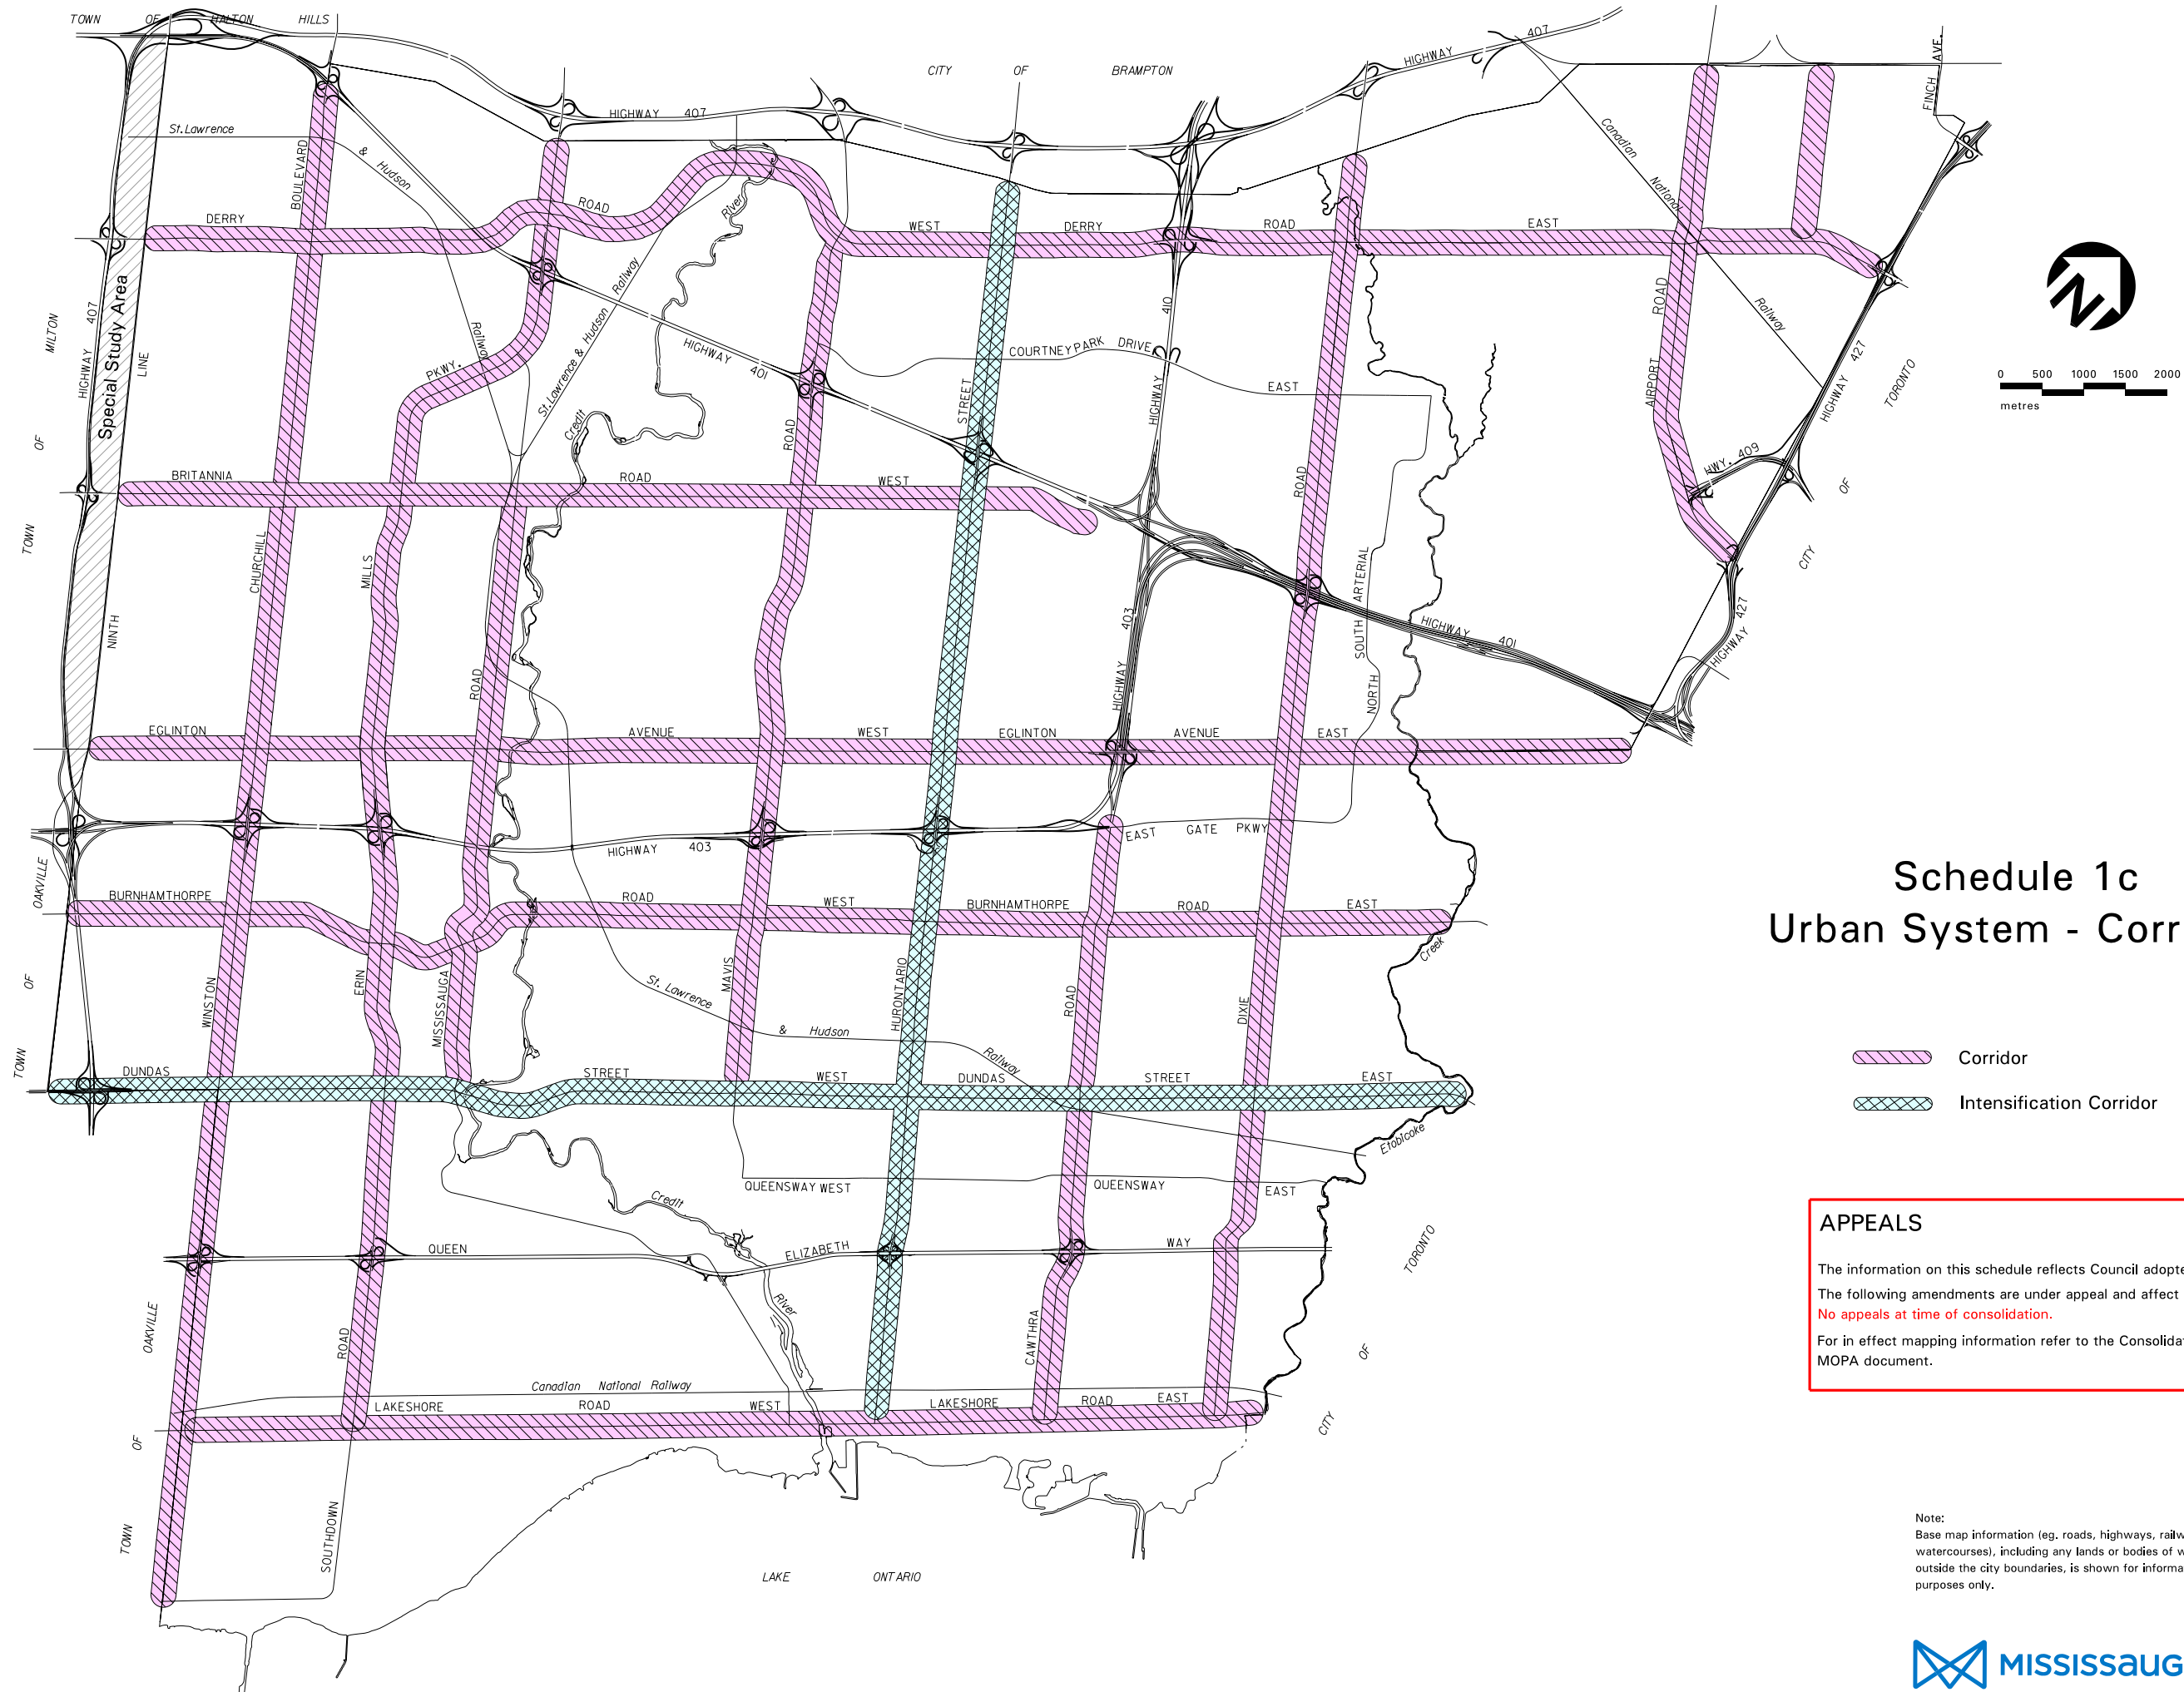 TOWN OF HALTON HILLS
CITY OF BRAMPTON
HIGHWAY 407
HIGHWAY 407
FINCH AVE.
St.Lawrence & Hudson Railway
BOULEVARD
Canadian National Railway
DERRY ROAD WEST DERRY ROAD EAST
River
St.Lawrence & Hudson Railway
HIGHWAY 407
Special Study Area
LINE
MILTON
OF
TOWN
PKWY.
HIGHWAY 401
410
COURTNEYPARK DRIVE EAST
STREET
HIGHWAY
ROAD
AIRPORT
HIGHWAY 427
TORONTO
OF
CITY
0 500 1000 1500 2000
metres
Credit
ROAD
HWY. 409
BRITANNIA ROAD WEST
ROAD
CHURCHILL
MILLS
NINTH
SOUTH ARTERIAL
403
HIGHWAY 401
HIGHWAY 427
HIGHWAY
ROAD
NORTH
EGLINTON AVENUE WEST EGLINTON AVENUE EAST
EAST GATE PKWY
HIGHWAY 403
OAKVILLE
OF
TOWN
BURNHAMTHORPE ROAD WEST BURNHAMTHORPE ROAD EAST
Schedule 1c
Urban System - Corr
Creek
WINSTON
ERIN
MISSISSAUGA
MAVIS
HURONTARIO
ROAD
DIXIE
St. Lawrence & Hudson Railway
Corridor
DUNDAS STREET WEST DUNDAS STREET EAST
Intensification Corridor
Etobicoke
QUEENSWAY WEST QUEENSWAY EAST
Credit
APPEALS
QUEEN ELIZABETH WAY
TORONTO
OF
CITY
The information on this schedule reflects Council adopte
The following amendments are under appeal and affect
No appeals at time of consolidation.
For in effect mapping information refer to the Consolida
MOPA document.
River
OAKVILLE
OF
TOWN
ROAD
CAWTHRA
Canadian National Railway
LAKESHORE ROAD WEST LAKESHORE ROAD EAST
SOUTHDOWN
LAKE ONTARIO
Note:
Base map information (eg. roads, highways, railw
watercourses), including any lands or bodies of w
outside the city boundaries, is shown for informa
purposes only.
MISSISSAUG